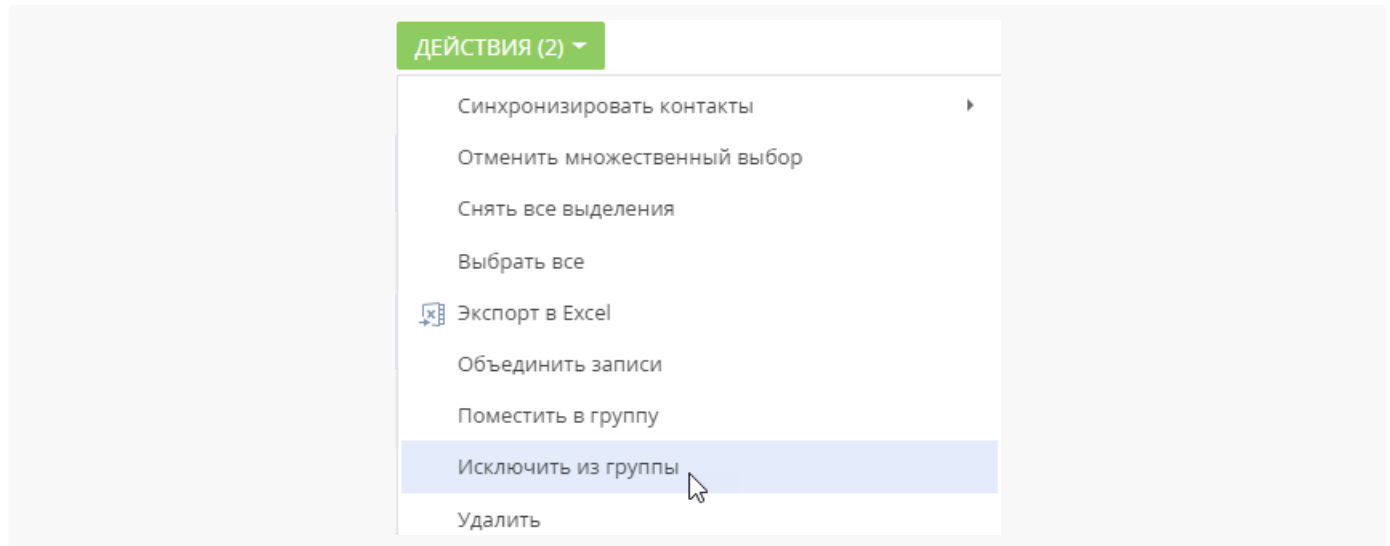 ДЕЙСТВИЯ (2)
Синхронизировать контакты
Отменить множественный выбор
Снять все выделения
Выбрать все
Экспорт в Excel
Объединить записи
Поместить в группу
Исключить из группы
Удалить